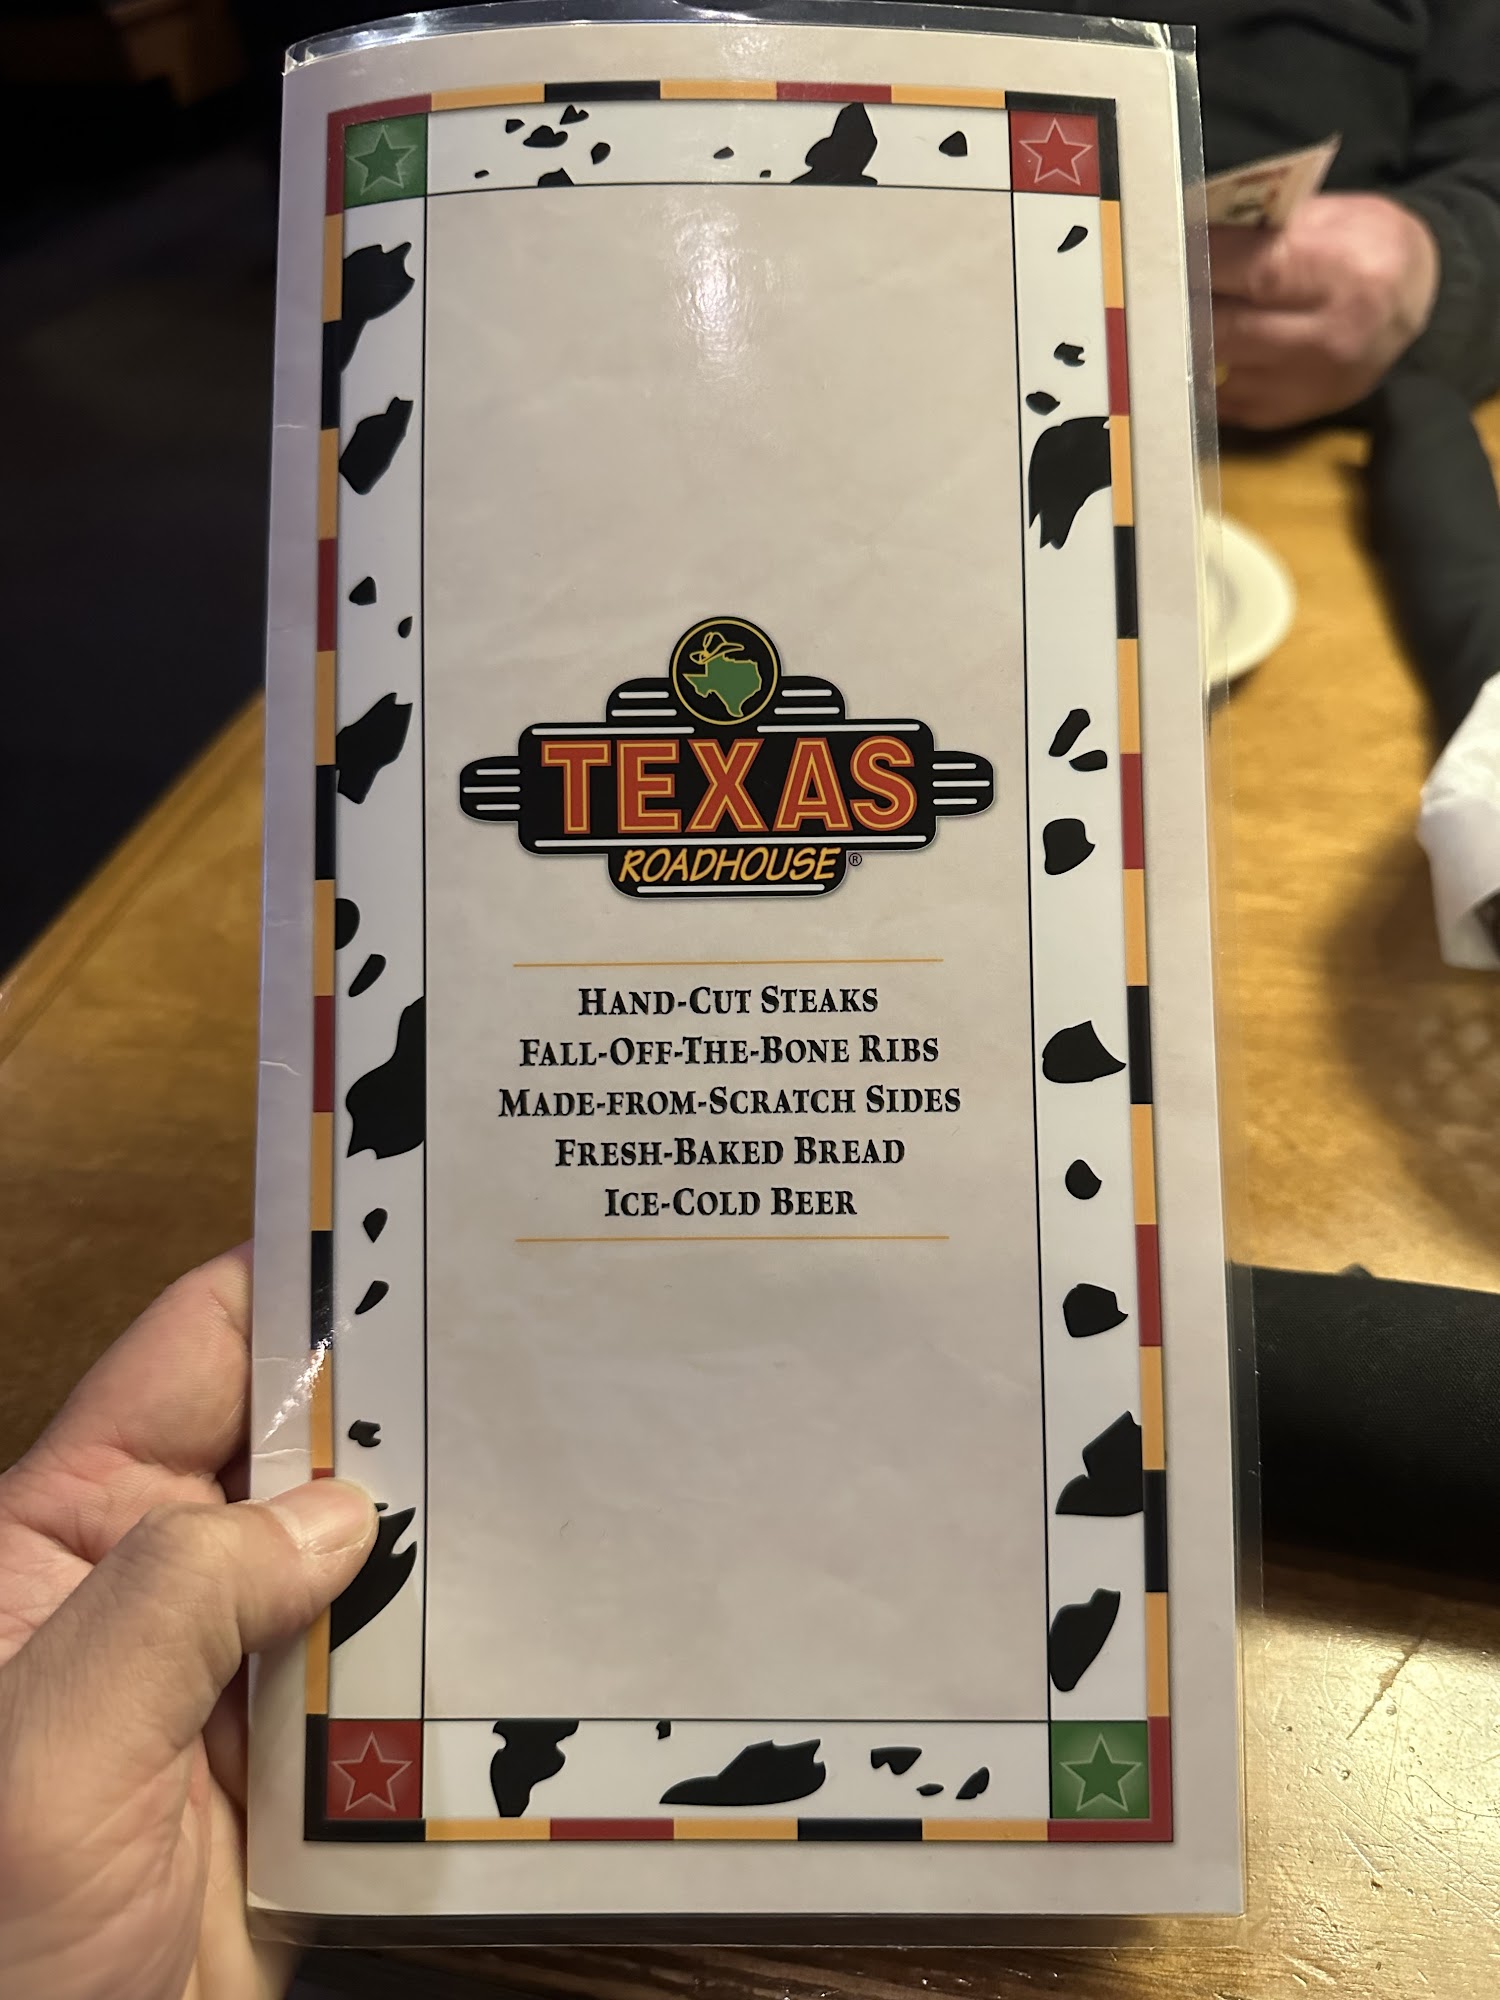 TEXAS
ROADHOUSE®
HAND-CUT STEAKS
FALL-OFF-THE-BONE RIBS
MADE-FROM-SCRATCH SIDES
FRESH-BAKED BREAD
ICE-COLD BEER